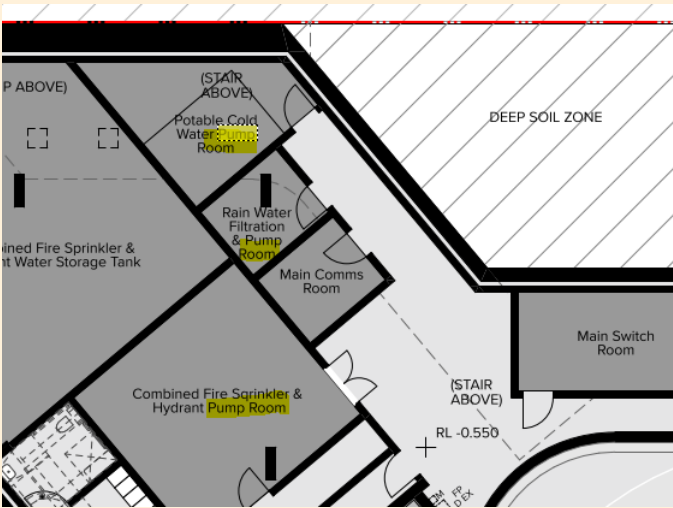 P ABOVE)
(STAIR
ABOVE)
Potable Cold
Water Pump
Room
DEEP SOIL ZONE
Rain Water
Filtration
& Pump
Room
ined Fire Sprinkler &
nt Water Storage Tank
Main Comms
Room
Main Switch
Room
Combined Fire Sprinkler &
Hydrant Pump Room
(STAIR
ABOVE)
RL -0.550
FP
D EX